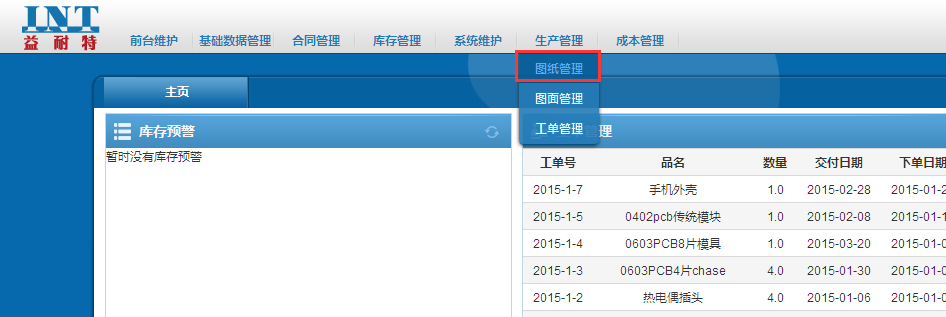 INT
益耐特
前台维护 基础数据管理 合同管理 库存管理 系统维护 生产管理 成本管理
图纸管理
主页
图面管理
库存预警
工单管理 管理
暂时没有库存预警
工单号 品名 数量 交付日期 下单日期
2015-1-7 手机外壳 1.0 2015-02-28 2015-01-2
2015-1-5 0402pcb传统模块 1.0 2015-02-08 2015-01-1
2015-1-4 0603PCB8片模具 1.0 2015-03-20 2015-01-0
2015-1-3 0603PCB4片chase 4.0 2015-01-30 2015-01-0
2015-1-2 热电偶插头 4.0 2015-01-06 2015-01-0